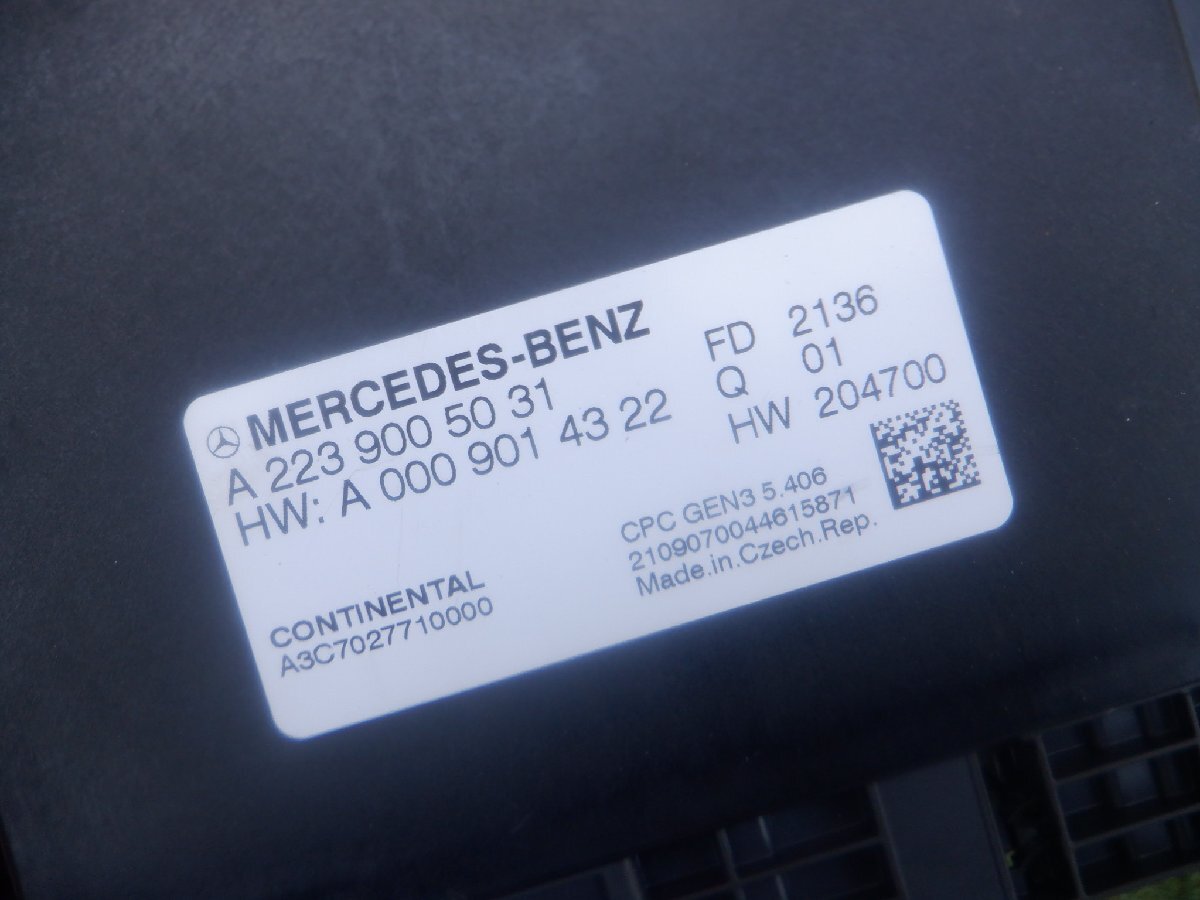 MERCEDES-BENZ
A 223 900 50 31
HW: A 000 901 43 22
FD 2136
Q 01
HW 204700
CPC GEN3 5.406
2109070044615871
Made.in.Czech.Rep.
CONTINENTAL
A3C7027710000